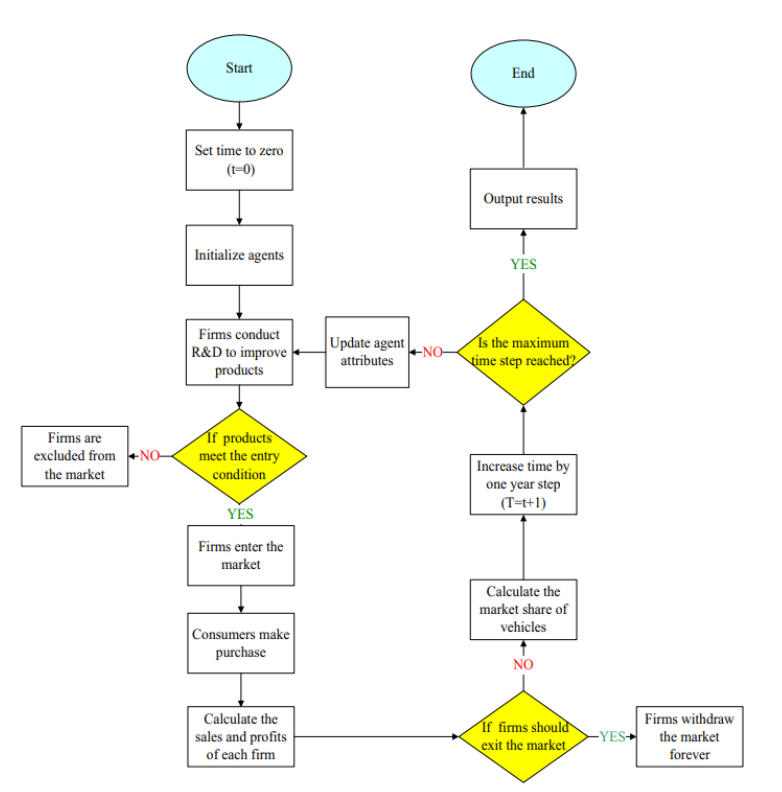 Start
Set time to zero
(t=0)
Initialize agents
Firms conduct
R&D to improve
products
If products
meet the entry
condition
NO
Firms are
excluded from
the market
YES
Firms enter the
market
Consumers make
purchase
Calculate the
sales and profits
of each firm
If firms should
exit the market
YES
Firms withdraw
the market
forever
NO
Calculate the
market share of
vehicles
Increase time by
one year step
(T=t+1)
Is the maximum
time step reached?
NO
Update agent
attributes
YES
Output results
End